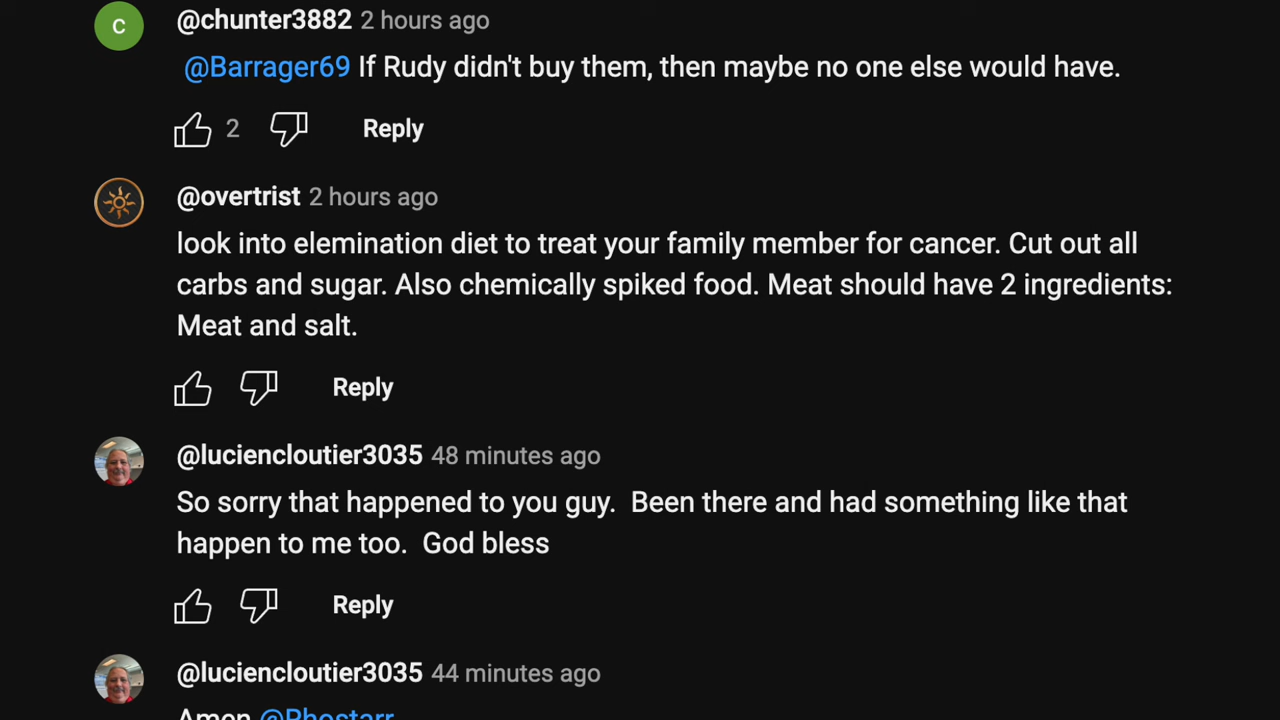 C
@chunter3882 2 hours ago
@Barrager69 If Rudy didn't buy them, then maybe no one else would have.
2 Reply
@overtrist 2 hours ago
look into elemination diet to treat your family member for cancer. Cut out all
carbs and sugar. Also chemically spiked food. Meat should have 2 ingredients:
Meat and salt.
Reply
@luciencloutier3035 48 minutes ago
So sorry that happened to you guy.  Been there and had something like that
happen to me too.  God bless
Reply
@luciencloutier3035 44 minutes ago
Amen @Phostarr